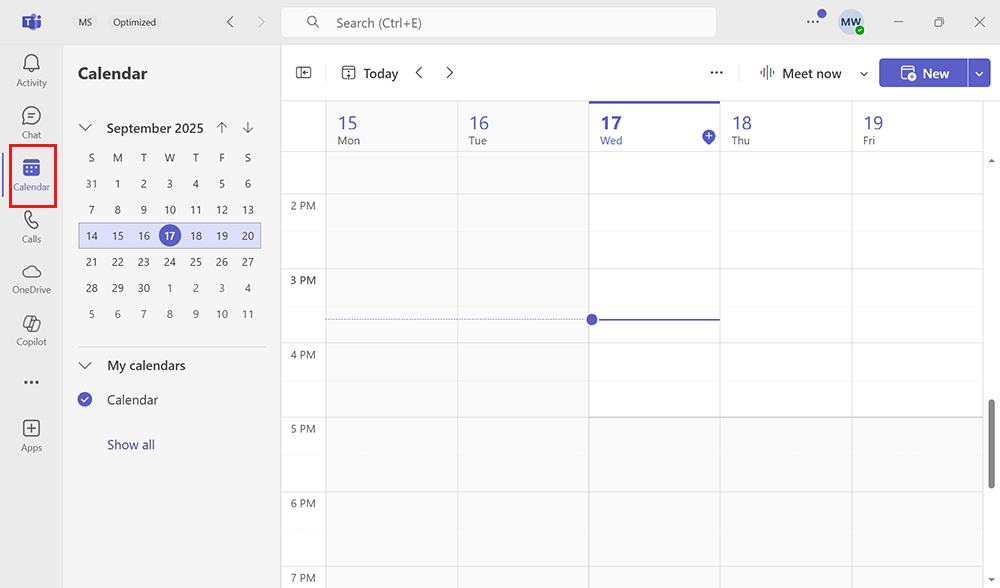 MS Optimized Search (Ctrl+E) MW
Activity
Chat
Calendar
Calls
OneDrive
Copilot
Apps
Calendar
September 2025
S M T W T F S
31 1 2 3 4 5 6
7 8 9 10 11 12 13
14 15 16 17 18 19 20
21 22 23 24 25 26 27
28 29 30 1 2 3 4
5 6 7 8 9 10 11
My calendars
Calendar
Show all
Today Meet now New
15 16 17 18 19
Mon Tue Wed Thu Fri
2 PM
3 PM
4 PM
5 PM
6 PM
7 PM